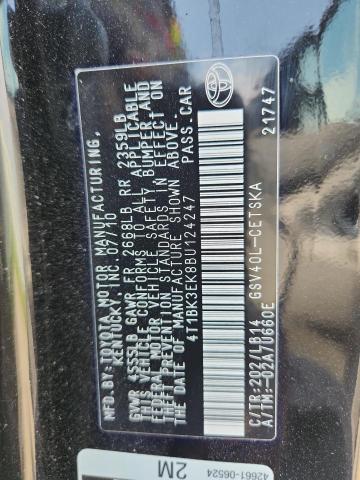 MFD.BY:TOYOTA MOTOR MANUFACTURING,
KENTUCKY, INC. 07/10
GVWR 4555LB GAWR FR 2668LB RR 2359LB
THIS VEHICLE CONFORMS TO ALL APPLICABLE
FEDERAL MOTOR VEHICLE SAFETY, BUMPER, AND
THEFT PREVENTION STANDARDS IN EFFECT ON
THE DATE OF MANUFACTURE SHOWN ABOVE.
4T1BK3EK8BU124247 PASS.CAR
C/TR:202/LB14 GSV40L-CETSKA
A/TM:-02A/U660E 21747
42661-06524
2M